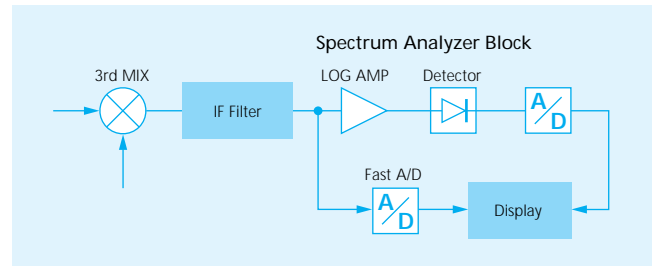 Spectrum Analyzer Block
3rd MIX
LOG AMP
Detector
IF Filter
A/D
Fast A/D
A/D
Display